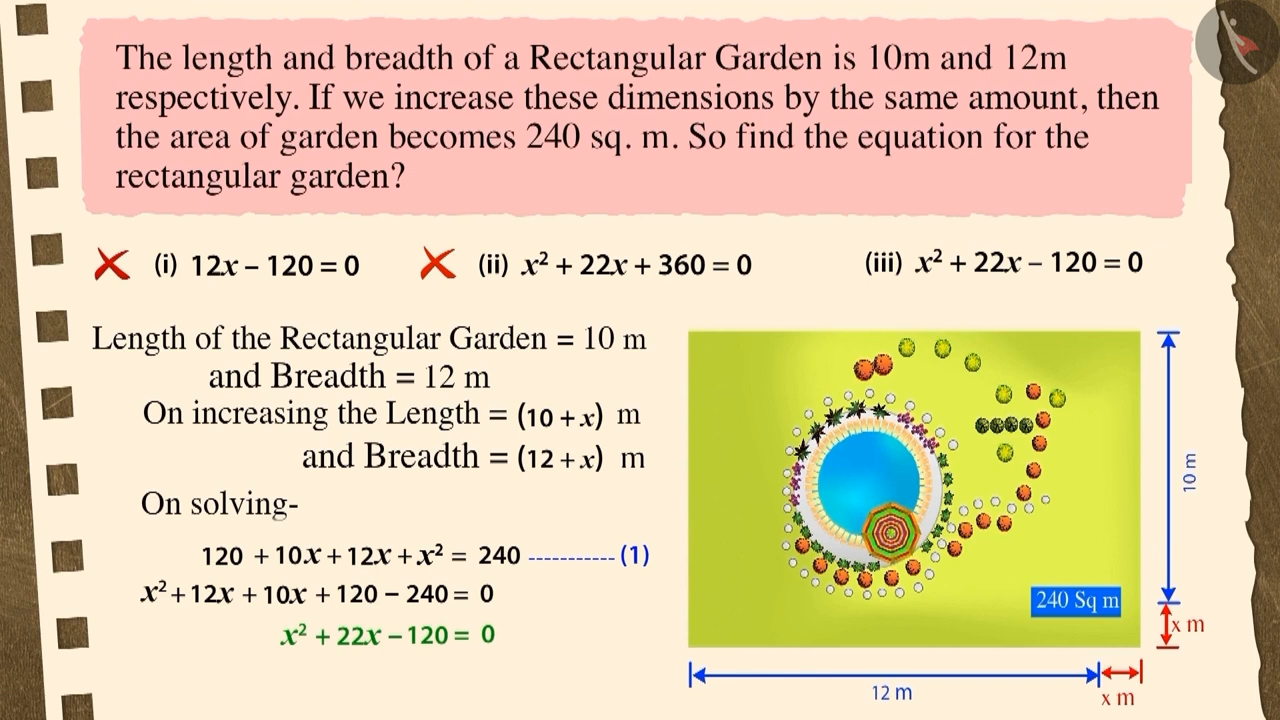 The length and breadth of a Rectangular Garden is 10m and 12m
respectively. If we increase these dimensions by the same amount, then
the area of garden becomes 240 sq. m. So find the equation for the
rectangular garden?
(i) 12x – 120 = 0
(ii) x² + 22x + 360 = 0
(iii) x² + 22x – 120 = 0
Length of the Rectangular Garden = 10 m
and Breadth = 12 m
On increasing the Length = (10 + x) m
and Breadth = (12 + x) m
On solving-
120 + 10x + 12x + x² = 240 ----------- (1)
x² + 12x + 10x + 120 – 240 = 0
x² + 22x – 120 = 0
10 m
240 Sq m
x m
12 m
x m